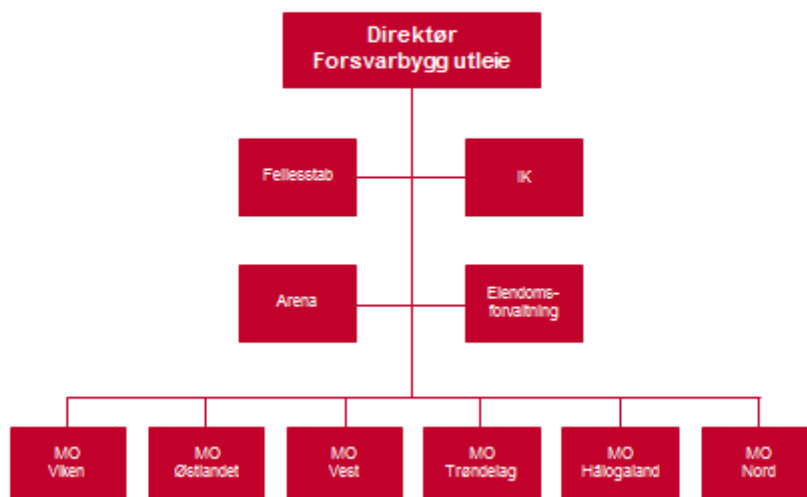 Direktør
Forsvarbygg utleie
Fellesstab
IK
Arena
Eiendoms-
forvaltning
MO
Viken
MO
Østlandet
MO
Vest
MO
Trøndelag
MO
Hålogaland
MO
Nord